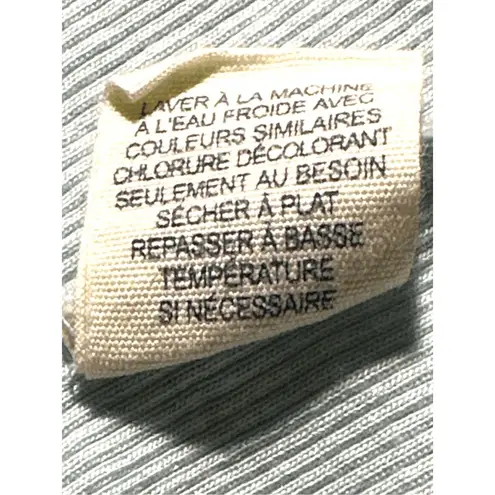 LAVER À LA MACHINE
À L'EAU FROIDE AVEC
COULEURS SIMILAIRES
CHLORURE DÉCOLORANT
SEULEMENT AU BESOIN
SÉCHER À PLAT
REPASSER À BASSE
TEMPÉRATURE
SI NÉCESSAIRE